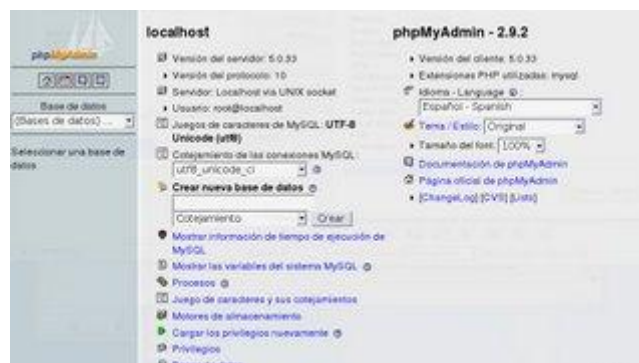 phpMyAdmin
Base de datos
(Bases de datos) ...
Seleccionar una base de
datos
localhost
Versión del servidor: 5.0.33
Versión del protocolo: 10
Servidor: Localhost via UNIX socket
Usuario: root@localhost
Juegos de caracteres de MySQL: UTF-8
Unicode (utf8)
Cotejamiento de las conexiones MySQL:
utf8_unicode_ci
Crear nueva base de datos
Cotejamiento
Crear
Mostrar información de tiempo de ejecución de
MySQL
Mostrar las variables del sistema MySQL
Procesos
Juego de caracteres y sus cotejamientos
Motores de almacenamiento
Cargar los privilegios nuevamente
Privilegios
phpMyAdmin - 2.9.2
Versión del cliente: 5.0.33
Extensiones PHP utilizadas: mysql
Idioma - Language :
Español - Spanish
Tema / Estilo: Original
Tamaño del font: 100%
Documentación de phpMyAdmin
Página oficial de phpMyAdmin
[ChangeLog] [CVS] [Lists]